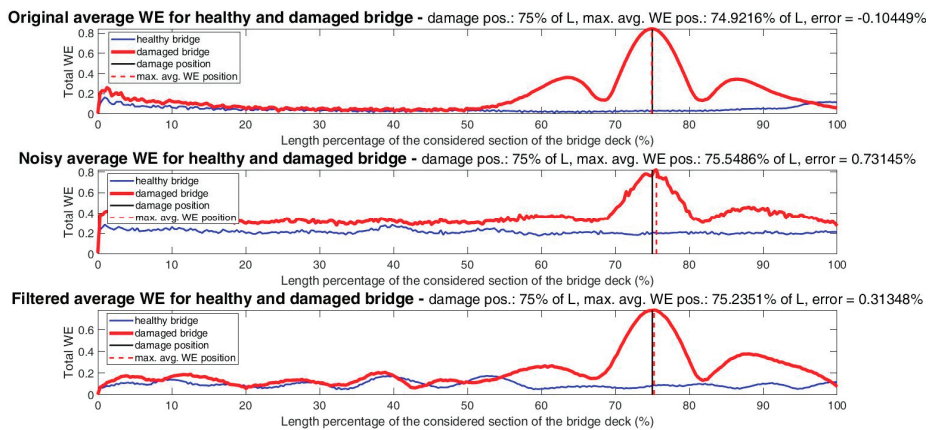 Original average WE for healthy and damaged bridge - damage pos.: 75% of L, max. avg. WE pos.: 74.9216% of L, error = -0.10449%
Total WE
0.8
0.6
0.4
0.2
0
healthy bridge
damaged bridge
damage position
max. avg. WE position
0 10 20 30 40 50 60 70 80 90 100
Length percentage of the considered section of the bridge deck (%)
Noisy average WE for healthy and damaged bridge - damage pos.: 75% of L, max. avg. WE pos.: 75.5486% of L, error = 0.73145%
Total WE
0.8
0.6
0.4
0.2
0
healthy bridge
damaged bridge
damage position
max. avg. WE position
0 10 20 30 40 50 60 70 80 90 100
Length percentage of the considered section of the bridge deck (%)
Filtered average WE for healthy and damaged bridge - damage pos.: 75% of L, max. avg. WE pos.: 75.2351% of L, error = 0.31348%
Total WE
0.6
0.4
0.2
0
healthy bridge
damaged bridge
damage position
max. avg. WE position
0 10 20 30 40 50 60 70 80 90 100
Length percentage of the considered section of the bridge deck (%)